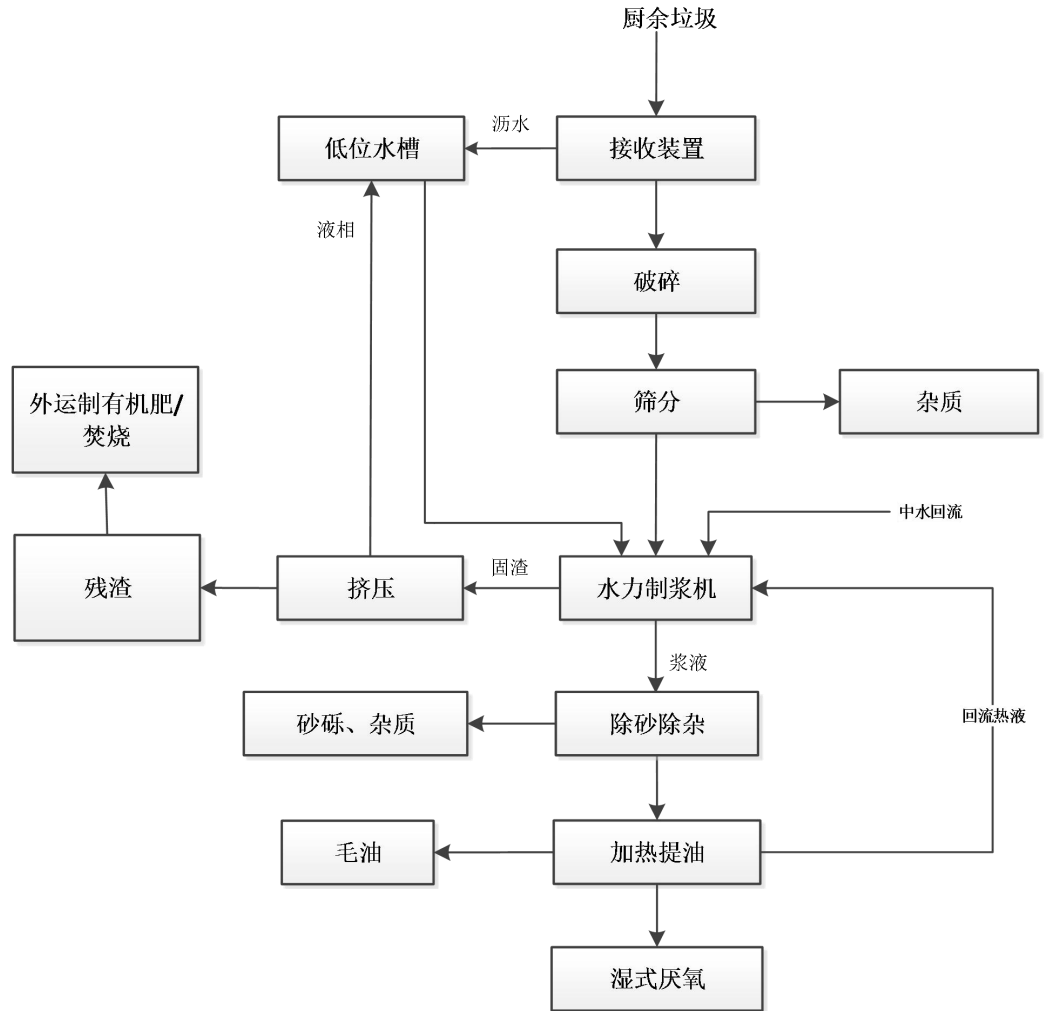 厨余垃圾
沥水
低位水槽
接收装置
液相
破碎
外运制有机肥/
焚烧
筛分
杂质
中水回流
残渣
挤压
固渣
水力制浆机
浆液
砂砾、杂质
除砂除杂
回流热液
毛油
加热提油
湿式厌氧